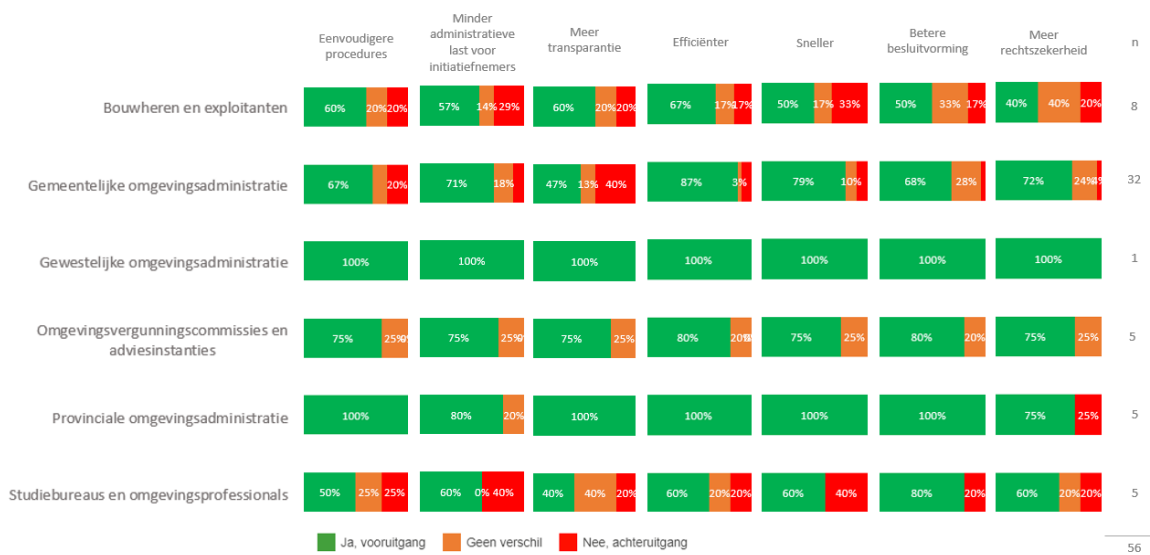 Eenvoudigere procedures
Minder administratieve last voor initiatiefnemers
Meer transparantie
Efficiënter
Sneller
Betere besluitvorming
Meer rechtszekerheid
n
Bouwheren en exploitanten
60% 20% 20%
57% 14% 29%
60% 20% 20%
67% 17% 17%
50% 17% 33%
50% 33% 17%
40% 40% 20%
8
Gemeentelijke omgevingsadministratie
67% 20%
71% 18%
47% 13% 40%
87% 3%
79% 10%
68% 28%
72% 24% 4%
32
Gewestelijke omgevingsadministratie
100%
100%
100%
100%
100%
100%
100%
1
Omgevingsvergunningscommissies en
adviesinstanties
75% 25%
75% 25%
75% 25%
80% 20%
75% 25%
80% 20%
75% 25%
5
Provinciale omgevingsadministratie
100%
80% 20%
100%
100%
100%
100%
75% 25%
5
Studiebureaus en omgevingsprofessionals
50% 25% 25%
60% 0% 40%
40% 40% 20%
60% 20% 20%
60% 40%
80% 20%
60% 20% 20%
5
Ja, vooruitgang
Geen verschil
Nee, achteruitgang
56